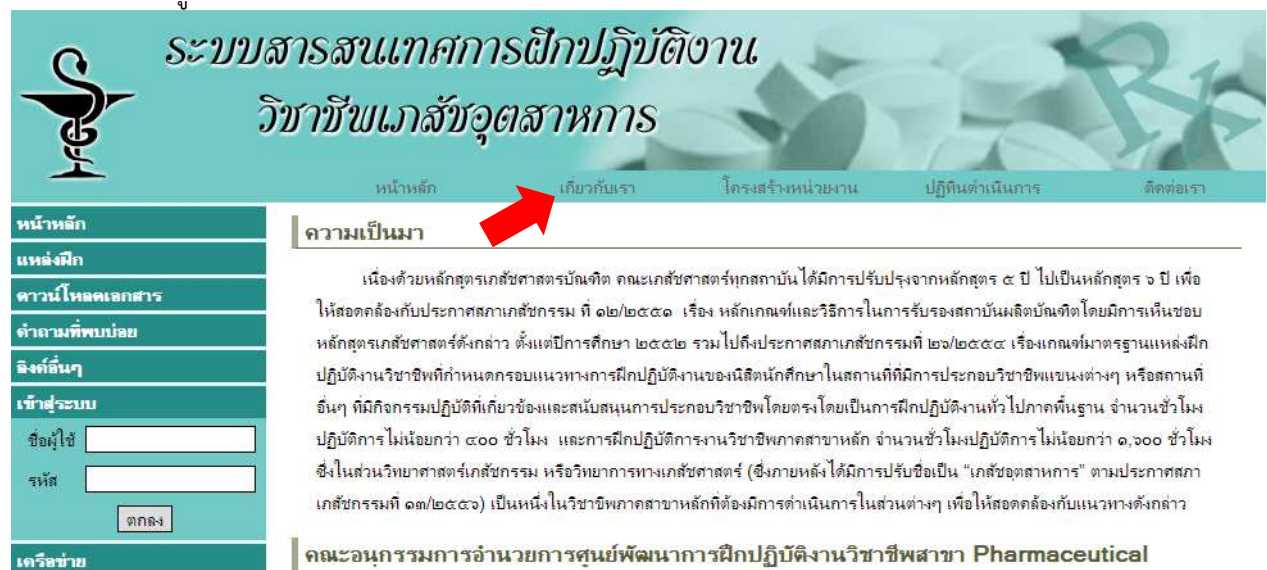 ระบบสารสนเทศการฝึกปฏิบัติงาน
วิชาชีพเภสัชอุตสาหการ
Rx
หน้าหลัก เกี่ยวกับเรา โครงสร้างหน่วยงาน ปฏิทินดำเนินการ ติดต่อเรา
หน้าหลัก
แหล่งฝึก
ดาวน์โหลดเอกสาร
คำถามที่พบบ่อย
ลิงค์อื่นๆ
เข้าสู่ระบบ
ชื่อผู้ใช้
รหัส
ตกลง
เครือข่าย
ความเป็นมา
เนื่องด้วยหลักสูตรเภสัชศาสตรบัณฑิต คณะเภสัชศาสตร์ทุกสถาบันได้มีการปรับปรุงจากหลักสูตร ๕ ปี ไปเป็นหลักสูตร ๖ ปี เพื่อ
ให้สอดคล้องกับประกาศสภาเภสัชกรรม ที่ ๑๒/๒๕๕๑ เรื่อง หลักเกณฑ์และวิธีการในการรับรองสถาบันผลิตบัณฑิตโดยมีการเห็นชอบ
หลักสูตรเภสัชศาสตร์ดังกล่าว ตั้งแต่ปีการศึกษา ๒๕๕๒ รวมไปถึงประกาศสภาเภสัชกรรมที่ ๒๖/๒๕๕๔ เรื่องเกณฑ์มาตรฐานแหล่งฝึก
ปฏิบัติงานวิชาชีพที่กำหนดกรอบแนวทางการฝึกปฏิบัติงานของนิสิตนักศึกษาในสถานที่ที่มีการประกอบวิชาชีพแขนงต่างๆ หรือสถานที่
อื่นๆ ที่มีกิจกรรมปฏิบัติที่เกี่ยวข้องและสนับสนุนการประกอบวิชาชีพโดยตรงโดยเป็นการฝึกปฏิบัติงานทั่วไปภาคพื้นฐาน จำนวนชั่วโมง
ปฏิบัติการไม่น้อยกว่า ๔๐๐ ชั่วโมง และการฝึกปฏิบัติการงานวิชาชีพภาคสาขาหลัก จำนวนชั่วโมงปฏิบัติการไม่น้อยกว่า ๑,๖๐๐ ชั่วโมง
ซึ่งในส่วนวิทยาศาสตร์เภสัชกรรม หรือวิทยาการทางเภสัชศาสตร์ (ซึ่งภายหลังได้มีการปรับชื่อเป็น “เภสัชอุตสาหการ” ตามประกาศสภา
เภสัชกรรมที่ ๑๓/๒๕๕๖) เป็นหนึ่งในวิชาชีพภาคสาขาหลักที่ต้องมีการดำเนินการในส่วนต่างๆ เพื่อให้สอดคล้องกับแนวทางดังกล่าว
คณะอนุกรรมการอำนวยการศูนย์พัฒนาการฝึกปฏิบัติงานวิชาชีพสาขา Pharmaceutical